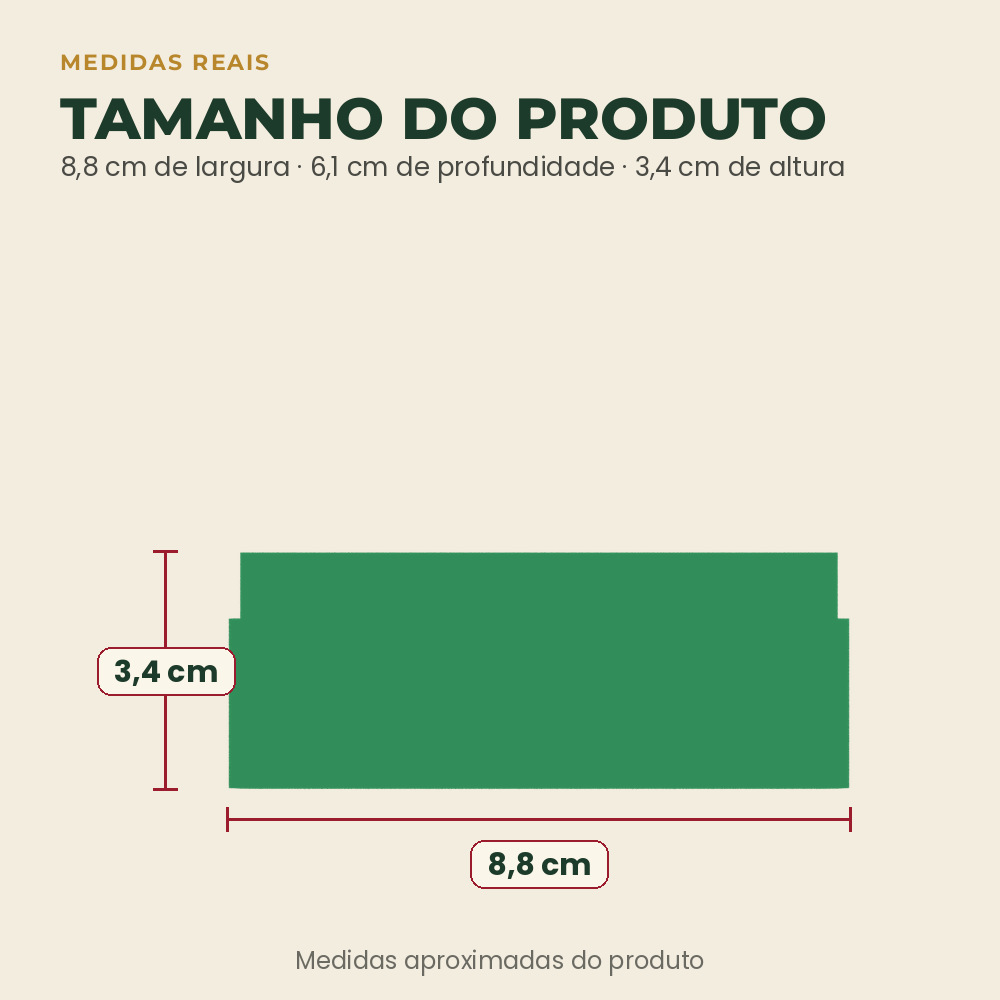 MEDIDAS REAIS
TAMANHO DO PRODUTO
8,8 cm de largura · 6,1 cm de profundidade · 3,4 cm de altura
3,4 cm
8,8 cm
Medidas aproximadas do produto